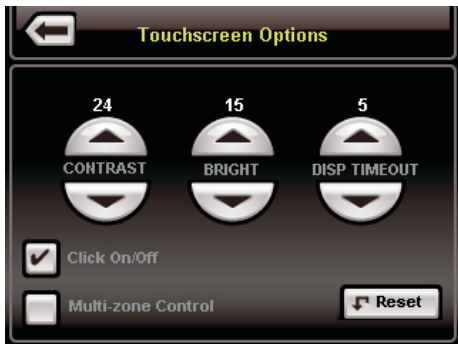 Touchscreen Options
24 15 5
CONTRAST BRIGHT DISP TIMEOUT
Click On/Off
Multi-zone Control
Reset